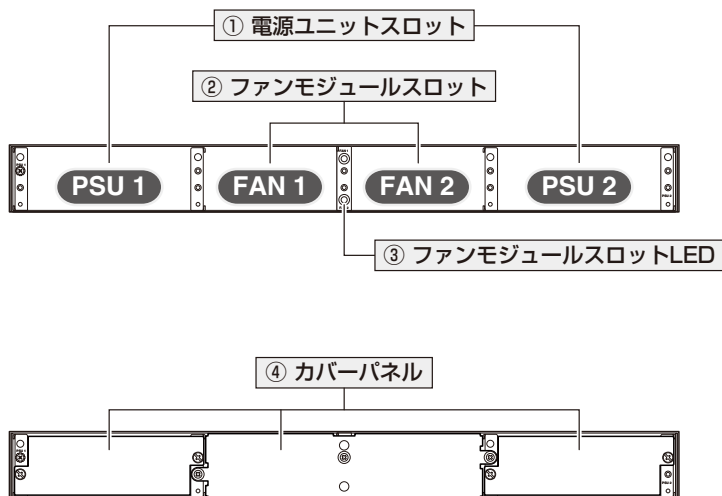 ① 電源ユニットスロット
② ファンモジュールスロット
PSU 1
FAN 1
FAN 2
PSU 2
③ ファンモジュールスロットLED
④ カバーパネル